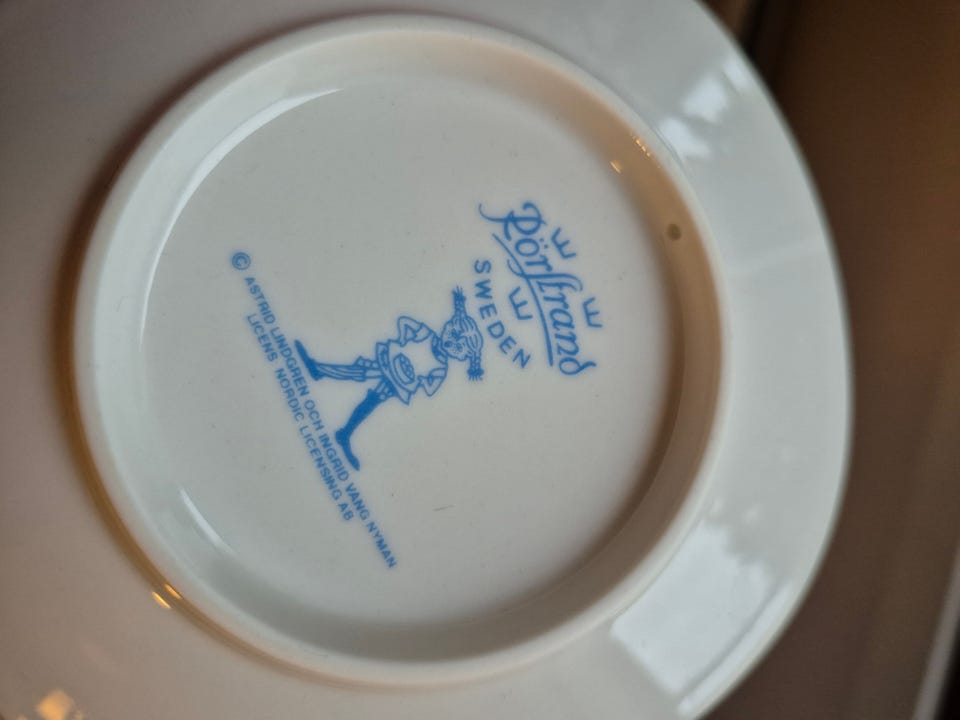 Rörstrand
SWEDEN
© ASTRID LINDGREN OCH INGRID VANG NYMAN
LICENS NORDIC LICENSING AB